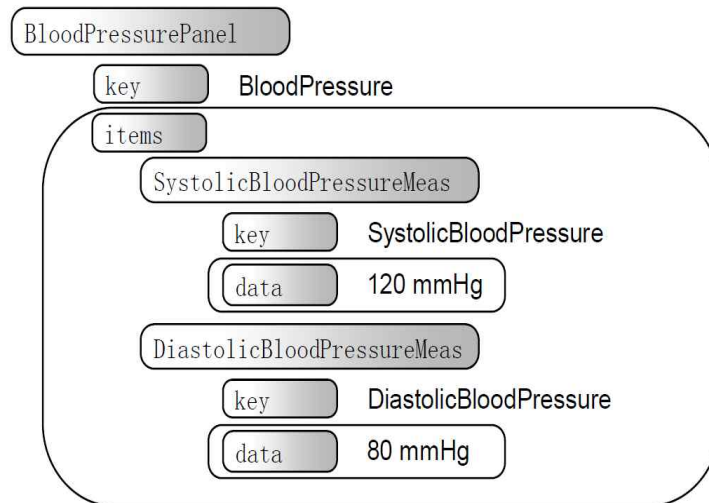 BloodPressurePanel
key BloodPressure
items
SystolicBloodPressureMeas
key SystolicBloodPressure
data 120 mmHg
DiastolicBloodPressureMeas
key DiastolicBloodPressure
data 80 mmHg